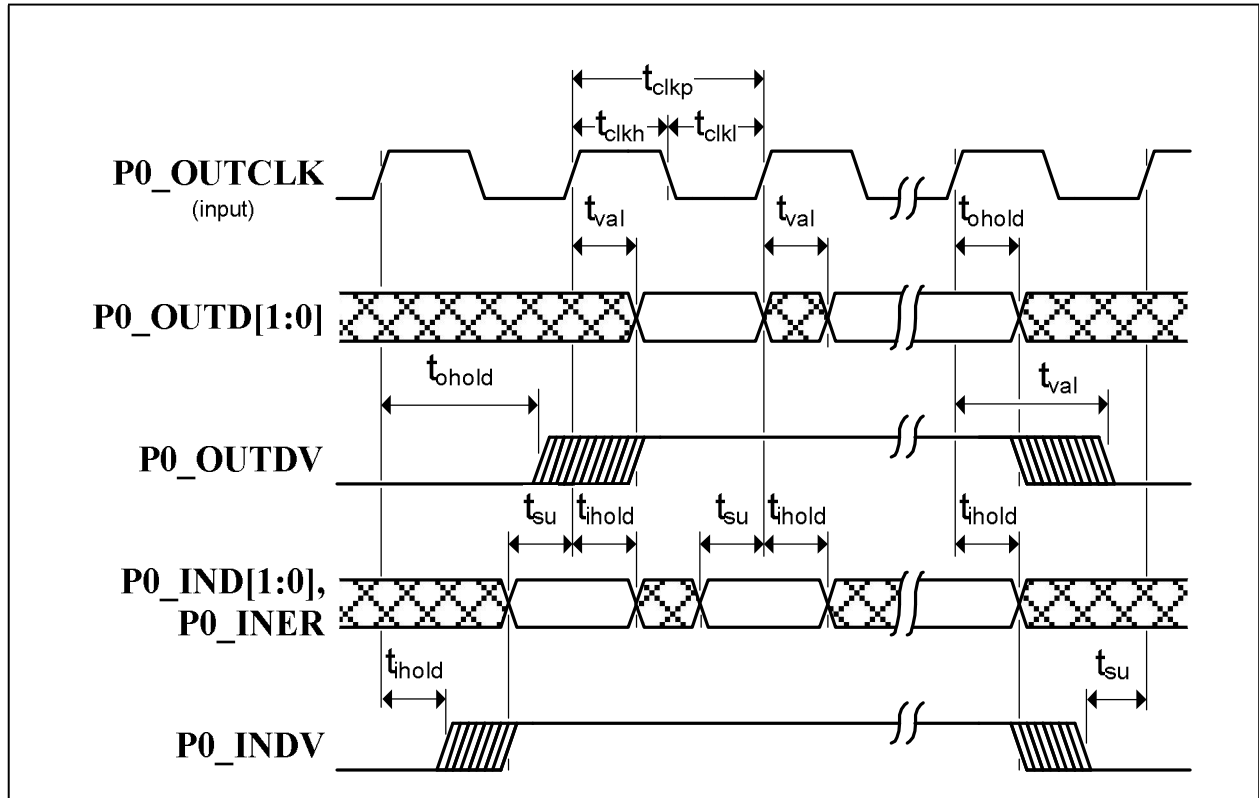 tclkp
tclkh tclkl
P0_OUTCLK
(input)
tval tval tohold
P0_OUTD[1:0]
tohold tval
P0_OUTDV
tsu tihold tsu tihold tihold
P0_IND[1:0],
P0_INER
tihold tsu
P0_INDV